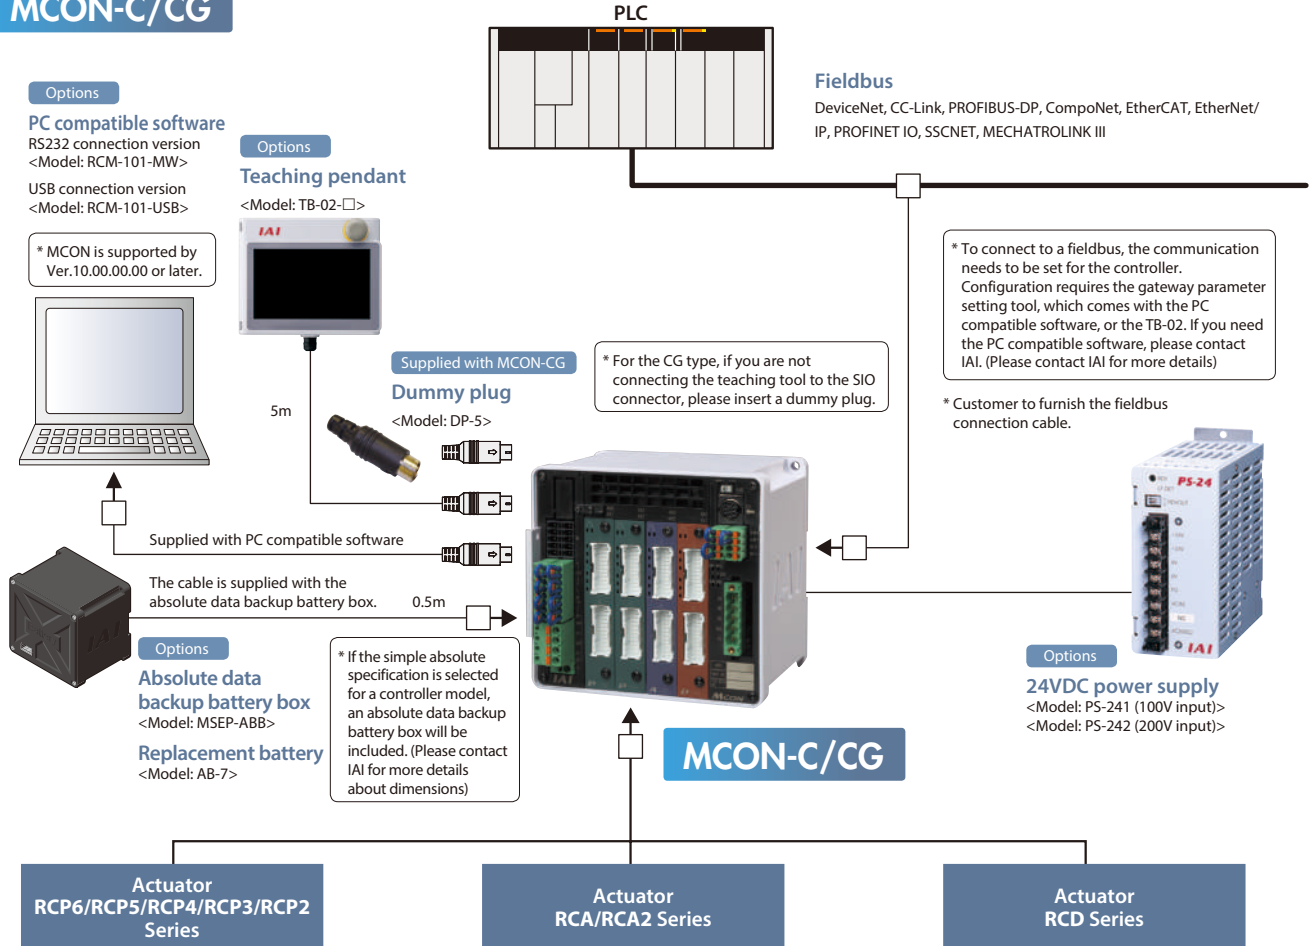 MCON-C/CG
PLC
Fieldbus
DeviceNet, CC-Link, PROFIBUS-DP, CompoNet, EtherCAT, EtherNet/
IP, PROFINET IO, SSCNET, MECHATROLINK III
Options
PC compatible software
RS232 connection version
<Model: RCM-101-MW>
USB connection version
<Model: RCM-101-USB>
* MCON is supported by
Ver.10.00.00.00 or later.
Options
Teaching pendant
<Model: TB-02-□>
IAI
5m
Supplied with MCON-CG
Dummy plug
<Model: DP-5>
* For the CG type, if you are not
connecting the teaching tool to the SIO
connector, please insert a dummy plug.
* To connect to a fieldbus, the communication
needs to be set for the controller.
Configuration requires the gateway parameter
setting tool, which comes with the PC
compatible software, or the TB-02. If you need
the PC compatible software, please contact
IAI. (Please contact IAI for more details)
* Customer to furnish the fieldbus
connection cable.
Supplied with PC compatible software
The cable is supplied with the
absolute data backup battery box.
0.5m
Options
Absolute data
backup battery box
<Model: MSEP-ABB>
Replacement battery
<Model: AB-7>
* If the simple absolute
specification is selected
for a controller model,
an absolute data backup
battery box will be
included. (Please contact
IAI for more details
about dimensions)
IAI
IAI
MCON
IAI
MCON-C/CG
PS-24
IAI
Options
24VDC power supply
<Model: PS-241 (100V input)>
<Model: PS-242 (200V input)>
Actuator
RCP6/RCP5/RCP4/RCP3/RCP2
Series
Actuator
RCA/RCA2 Series
Actuator
RCD Series